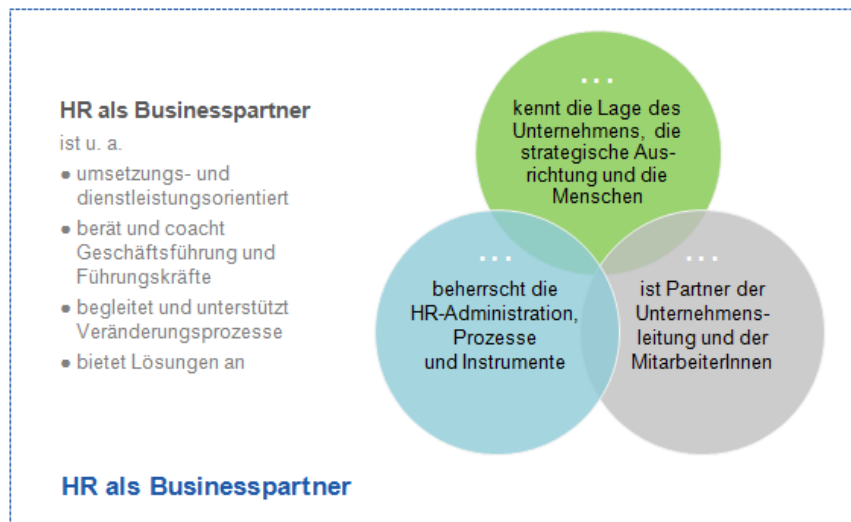 HR als Businesspartner
ist u. a.
● umsetzungs- und
dienstleistungsorientiert
● berät und coacht
Geschäftsführung und
Führungskräfte
● begleitet und unterstützt
Veränderungsprozesse
● bietet Lösungen an
...
kennt die Lage des
Unternehmens, die
strategische Aus-
richtung und die
Menschen
...
beherrscht die
HR-Administration,
Prozesse
und Instrumente
...
ist Partner der
Unternehmens-
leitung und der
MitarbeiterInnen
HR als Businesspartner